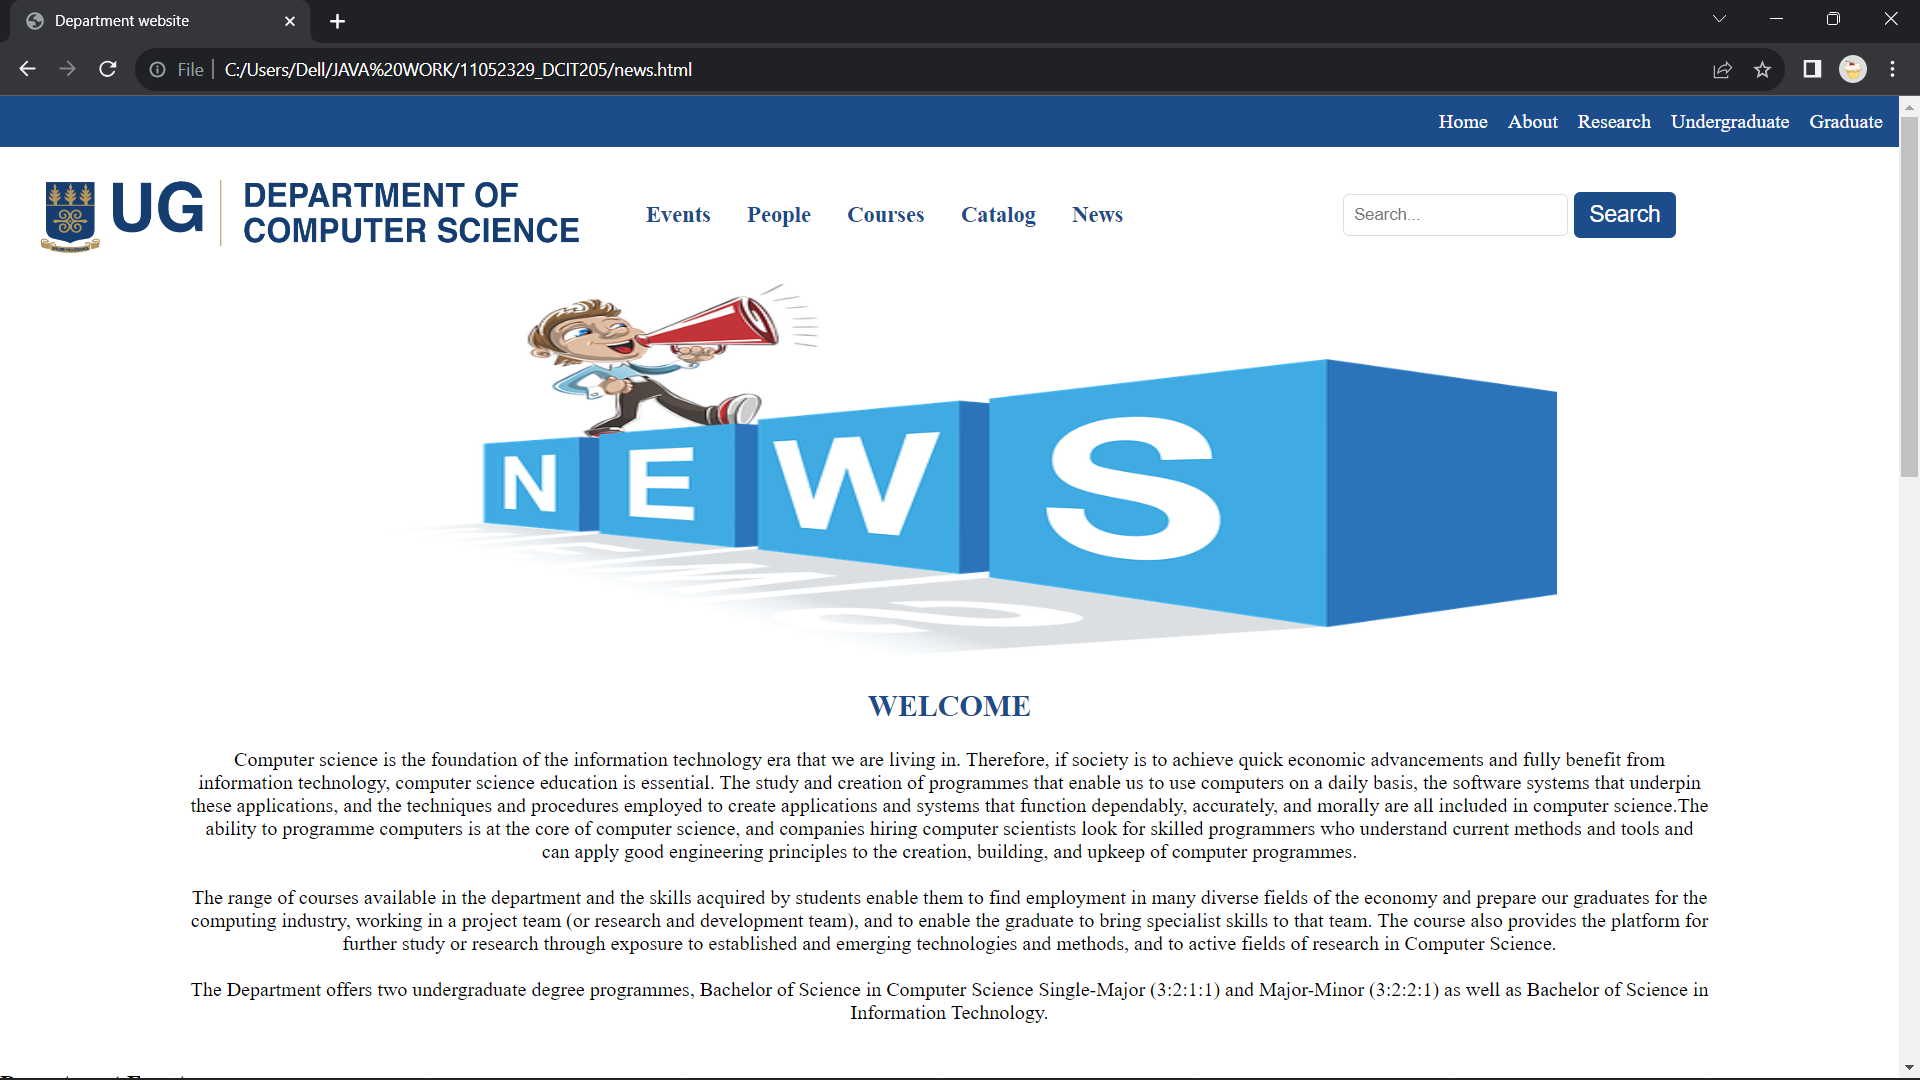 Department website
File
C:/Users/Dell/JAVA%20WORK/11052329_DCIT205/news.html
Home About Research Undergraduate Graduate
UG DEPARTMENT OF
COMPUTER SCIENCE
Events People Courses Catalog News
Search...
Search
N E W S
WELCOME
Computer science is the foundation of the information technology era that we are living in. Therefore, if society is to achieve quick economic advancements and fully benefit from
information technology, computer science education is essential. The study and creation of programmes that enable us to use computers on a daily basis, the software systems that underpin
these applications, and the techniques and procedures employed to create applications and systems that function dependably, accurately, and morally are all included in computer science.The
ability to programme computers is at the core of computer science, and companies hiring computer scientists look for skilled programmers who understand current methods and tools and
can apply good engineering principles to the creation, building, and upkeep of computer programmes.
The range of courses available in the department and the skills acquired by students enable them to find employment in many diverse fields of the economy and prepare our graduates for the
computing industry, working in a project team (or research and development team), and to enable the graduate to bring specialist skills to that team. The course also provides the platform for
further study or research through exposure to established and emerging technologies and methods, and to active fields of research in Computer Science.
The Department offers two undergraduate degree programmes, Bachelor of Science in Computer Science Single-Major (3:2:1:1) and Major-Minor (3:2:2:1) as well as Bachelor of Science in
Information Technology.